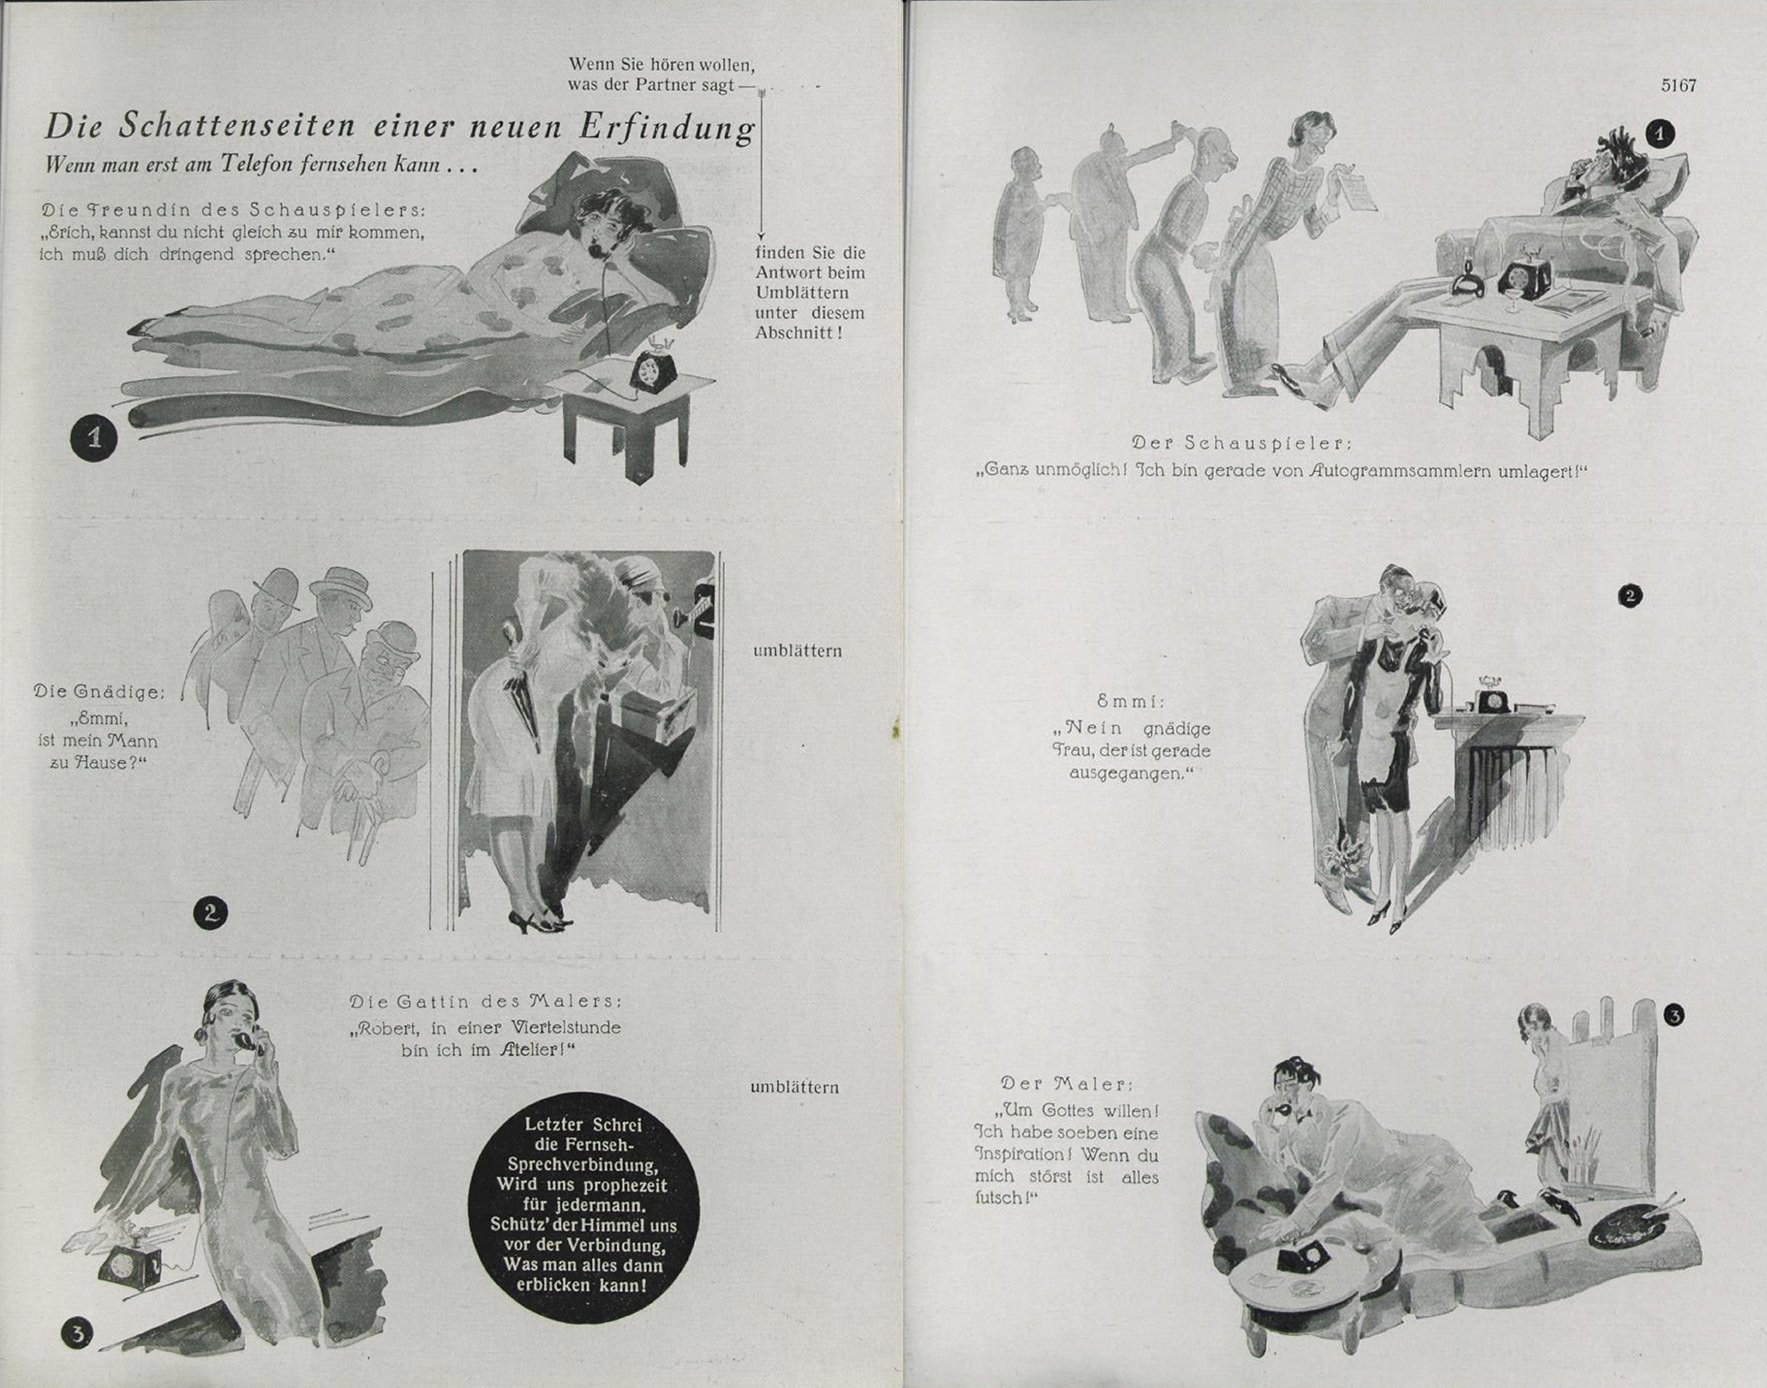 Wenn Sie hören wollen,
was der Partner sagt —
Die Schattenseiten einer neuen Erfindung
Wenn man erst am Telefon fernsehen kann . . .
Die Freundin des Schauspielers:
„Erich, kannst du nicht gleich zu mir kommen,
ich muß dich dringend sprechen.“
finden Sie die
Antwort beim
Umblättern
unter diesem
Abschnitt!
1
Die Gnädige:
„Emmi,
ist mein Mann
zu Hause?“
umblättern
2
Die Gattin des Malers:
„Robert, in einer Viertelstunde
bin ich im Atelier!“
umblättern
Letzter Schrei
die Fernseh-
Sprechverbindung,
Wird uns prophezeit
für jedermann.
Schütz' der Himmel uns
vor der Verbindung,
Was man alles dann
erblicken kann!
3
5167
1
Der Schauspieler:
„Ganz unmöglich! Ich bin gerade von Autogrammsammlern umlagert!“
2
Emmi:
„Nein gnädige
Frau, der ist gerade
ausgegangen.“
3
Der Maler:
„Um Gottes willen!
Ich habe soeben eine
Inspiration! Wenn du
mich störst ist alles
futsch!“